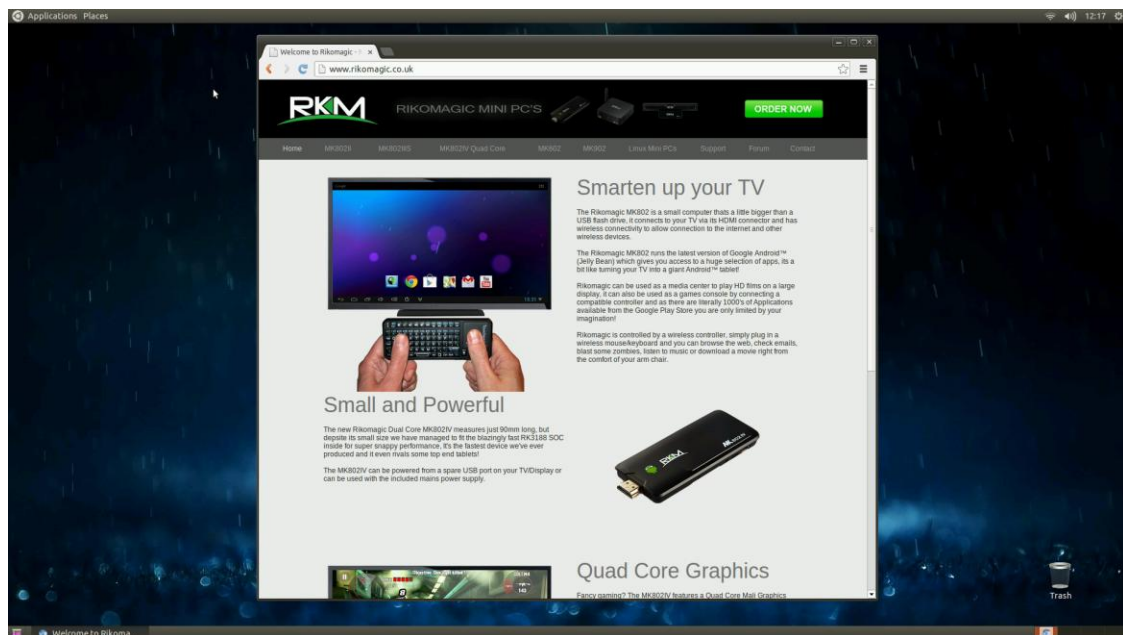 Applications Places
12:17
Welcome to Rikomagic -
www.rikomagic.co.uk
RKM
RIKOMAGIC MINI PC'S
ORDER NOW
Home MK802II MK802IIIS MK802IV Quad Core MK802 MK902 Linux Mini PCs Support Forum Contact
Smarten up your TV
The Rikomagic MK802 is a small computer thats a little bigger than a
USB flash drive, it connects to your TV via its HDMI connector and has
wireless connectivity to allow connection to the internet and other
wireless devices.
The Rikomagic MK802 runs the latest version of Google Android™
(Jelly Bean) which gives you access to a huge selection of apps, its a
bit like turning your TV into a giant Android™ tablet!
Rikomagic can be used as a media center to play HD films on a large
display, it can also be used as a games console by connecting a
compatible controller and as there are literally 1000's of Applications
available from the Google Play Store you are only limited by your
imagination!
Rikomagic is controlled by a wireless controller, simply plug in a
wireless mouse/keyboard and you can browse the web, check emails,
blast some zombies, listen to music or download a movie right from
the comfort of your arm chair.
Small and Powerful
The new Rikomagic Dual Core MK802IV measures just 90mm long, but
depsite its small size we have managed to fit the blazingly fast RK3188 SOC
inside for super snappy performance, it's the fastest device we've ever
produced and it even rivals some top end tablets!
The MK802IV can be powered from a spare USB port on your TV/Display or
can be used with the included mains power supply.
RKM
Quad Core Graphics
Fancy gaming? The MK802IV features a Quad Core Mali Graphics
Trash
Welcome to Rikoma